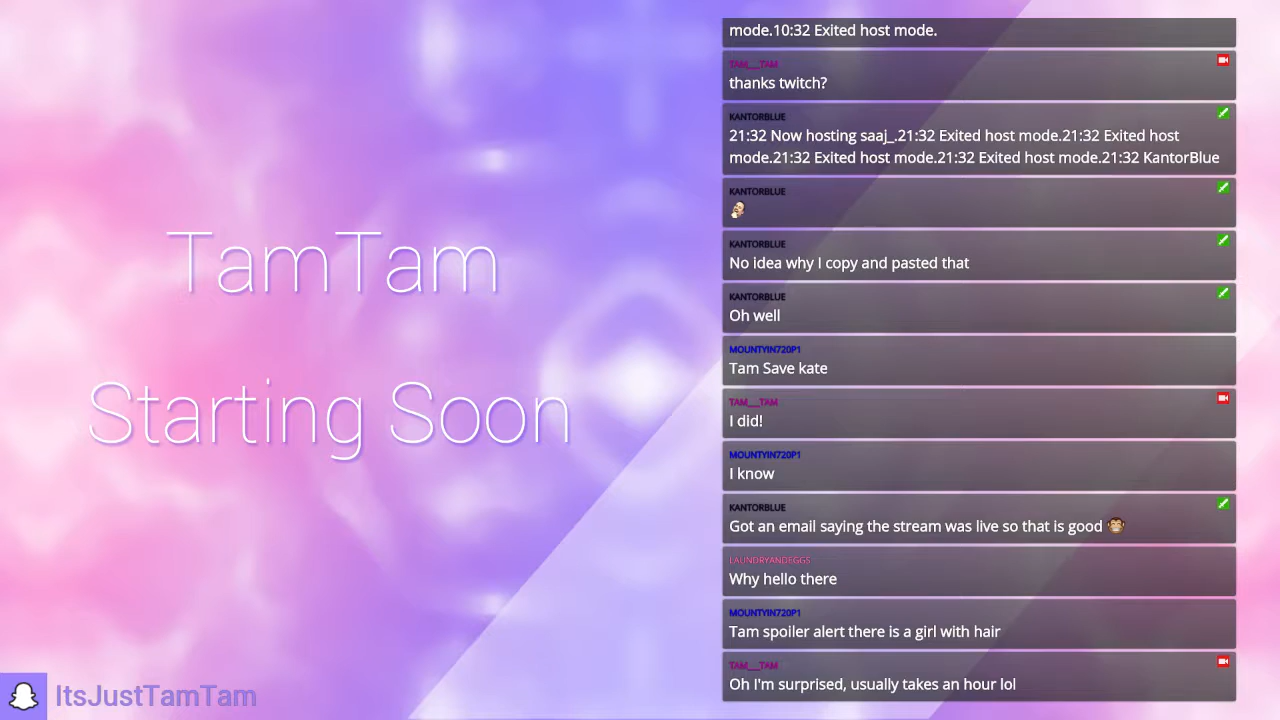 TamTam
Starting Soon
ItsJustTamTam
mode.10:32 Exited host mode.
TAM__TAM
thanks twitch?
KANTORBLUE
21:32 Now hosting saaj_.21:32 Exited host mode.21:32 Exited host
mode.21:32 Exited host mode.21:32 Exited host mode.21:32 KantorBlue
KANTORBLUE
KANTORBLUE
No idea why I copy and pasted that
KANTORBLUE
Oh well
MOUNTYIN720P1
Tam Save kate
TAM__TAM
I did!
MOUNTYIN720P1
I know
KANTORBLUE
Got an email saying the stream was live so that is good
LAUNDRYANDEGGS
Why hello there
MOUNTYIN720P1
Tam spoiler alert there is a girl with hair
TAM__TAM
Oh I'm surprised, usually takes an hour lol